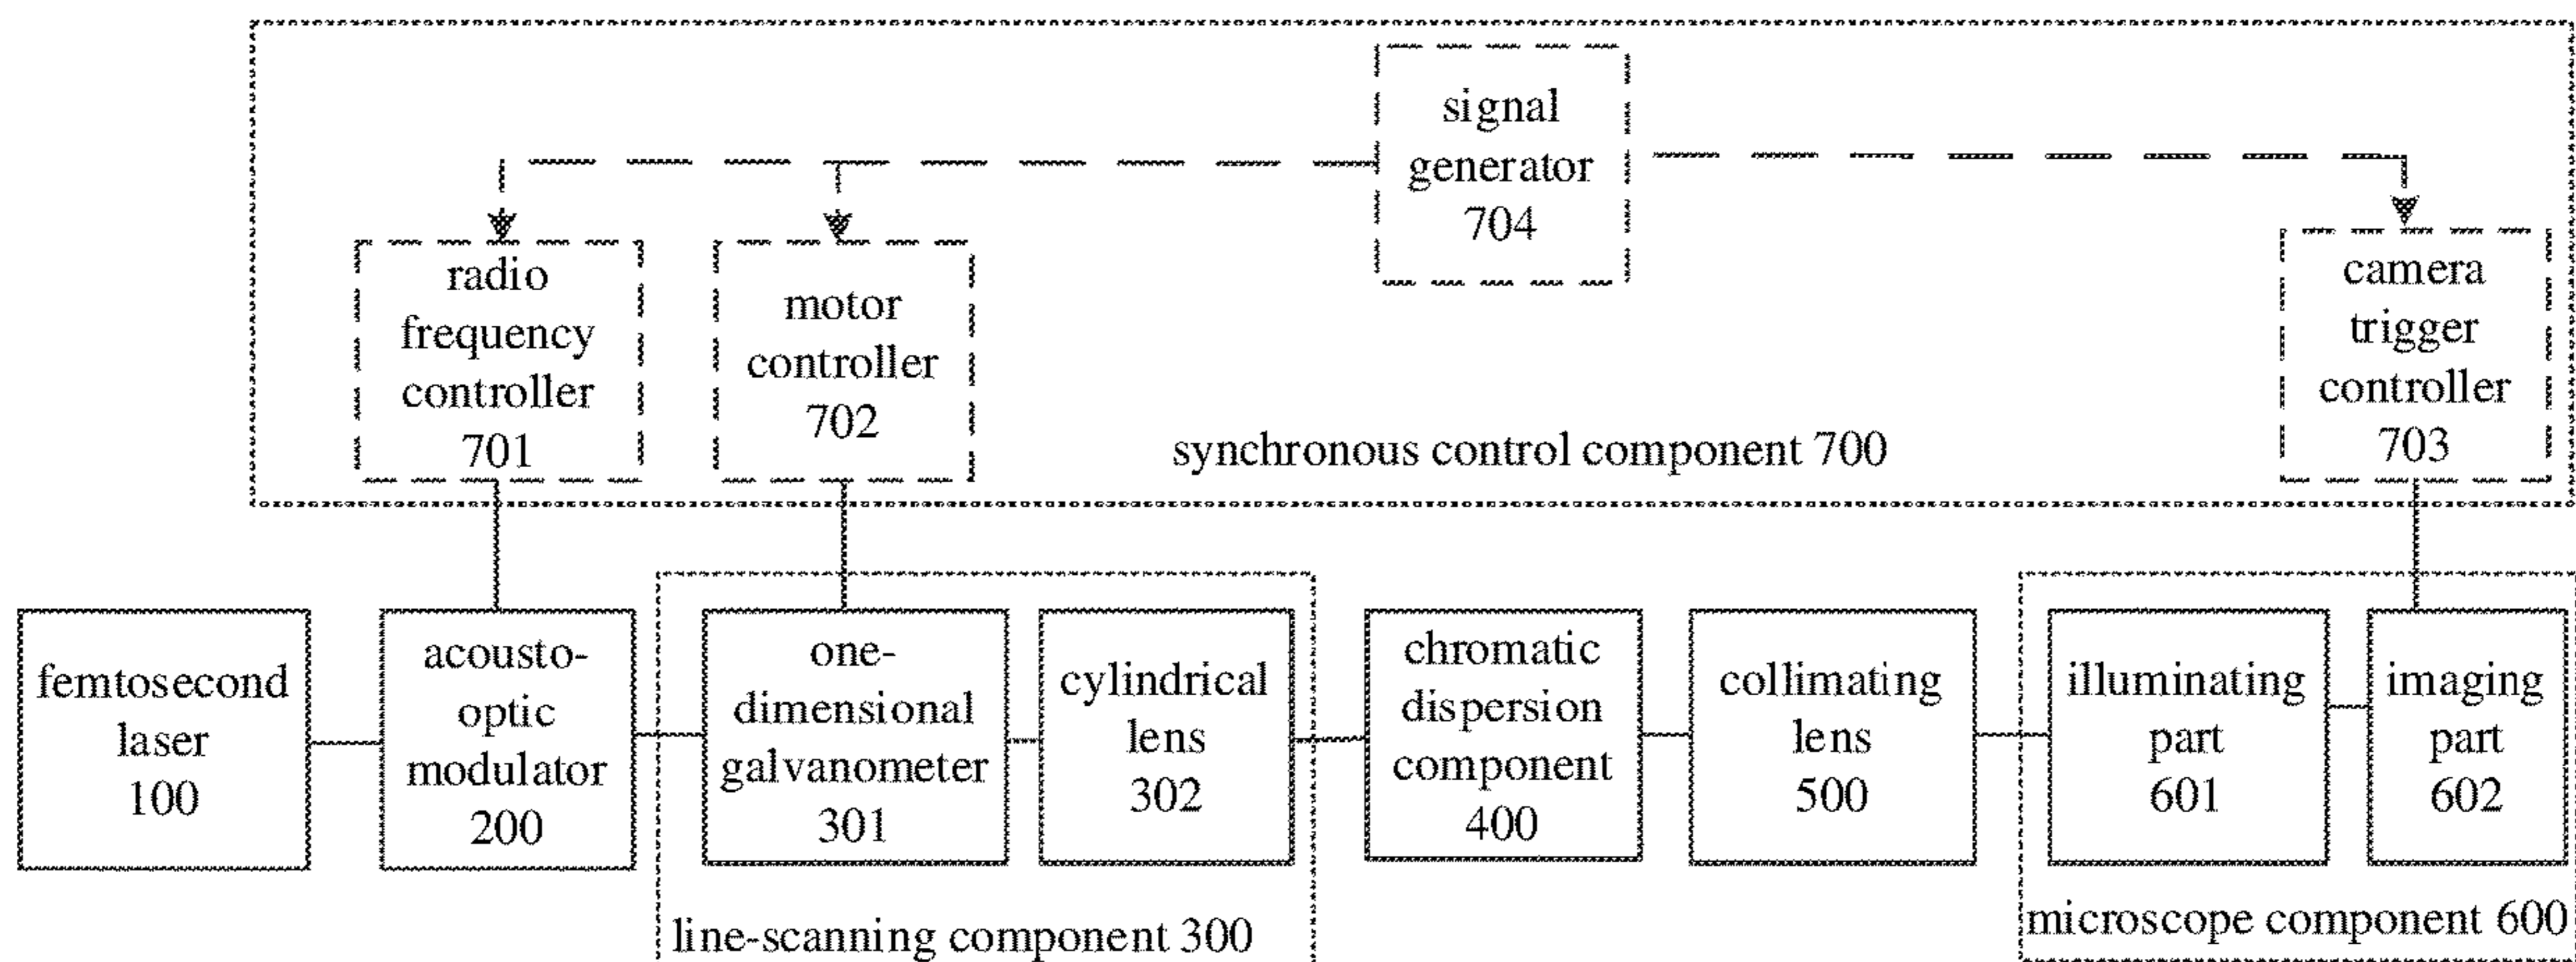 signal
generator
704
radio
frequency
controller
701
motor
controller
702
camera
trigger
controller
703
synchronous control component 700
femtosecond
laser
100
acousto-
optic
modulator
200
one-
dimensional
galvanometer
301
cylindrical
lens
302
chromatic
dispersion
component
400
collimating
lens
500
illuminating
part
601
imaging
part
602
line-scanning component 300
microscope component 600